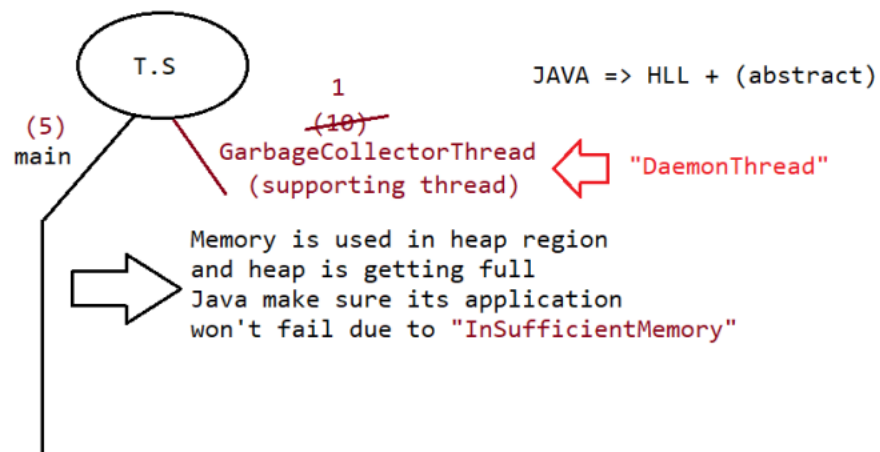 T.S
JAVA => HLL + (abstract)
1
(10)
(5)
main
GarbageCollectorThread
(supporting thread)
"DaemonThread"
Memory is used in heap region
and heap is getting full
Java make sure its application
won't fail due to "InSufficientMemory"